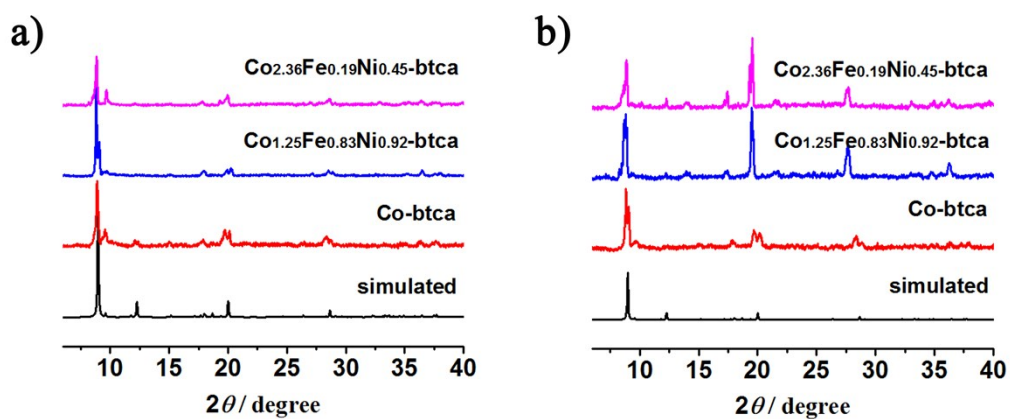 a)
Co2.36Fe0.19Ni0.45-btca
Co1.25Fe0.83Ni0.92-btca
Co-btca
simulated
10 15 20 25 30 35 40
2θ / degree
b)
Co2.36Fe0.19Ni0.45-btca
Co1.25Fe0.83Ni0.92-btca
Co-btca
simulated
10 15 20 25 30 35 40
2θ / degree